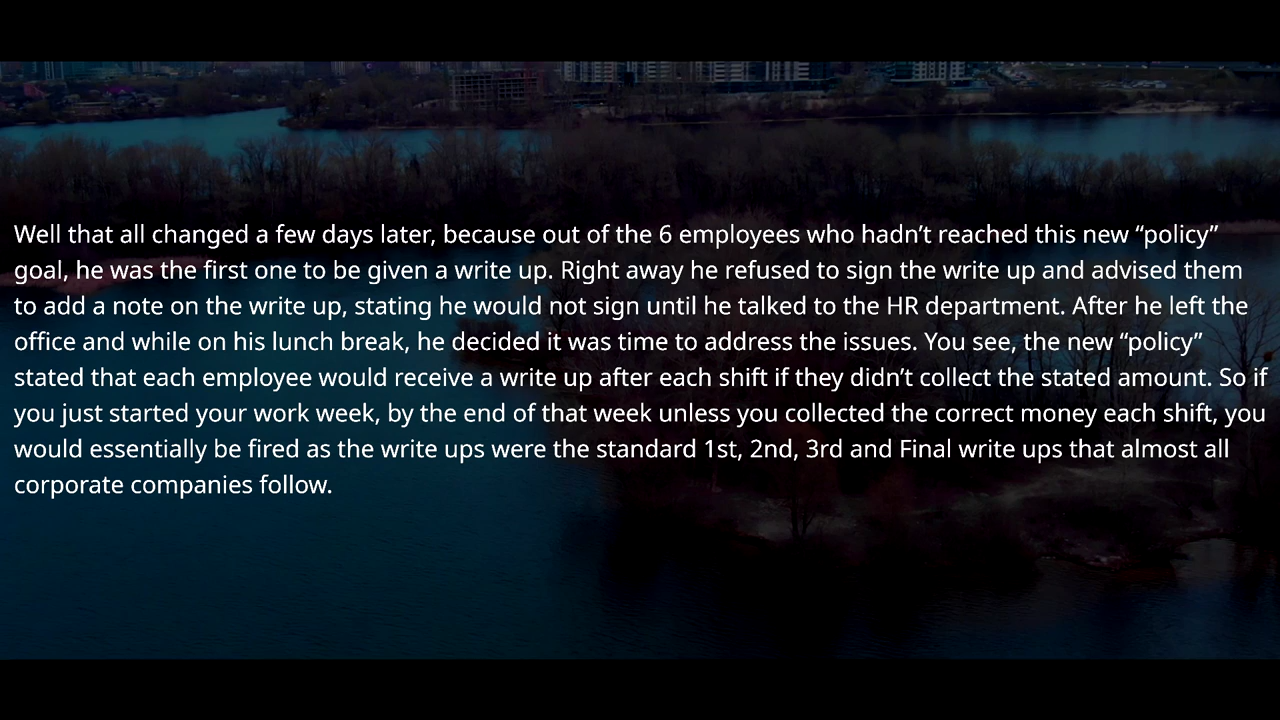 Well that all changed a few days later, because out of the 6 employees who hadn’t reached this new “policy”
goal, he was the first one to be given a write up. Right away he refused to sign the write up and advised them
to add a note on the write up, stating he would not sign until he talked to the HR department. After he left the
office and while on his lunch break, he decided it was time to address the issues. You see, the new “policy”
stated that each employee would receive a write up after each shift if they didn’t collect the stated amount. So if
you just started your work week, by the end of that week unless you collected the correct money each shift, you
would essentially be fired as the write ups were the standard 1st, 2nd, 3rd and Final write ups that almost all
corporate companies follow.